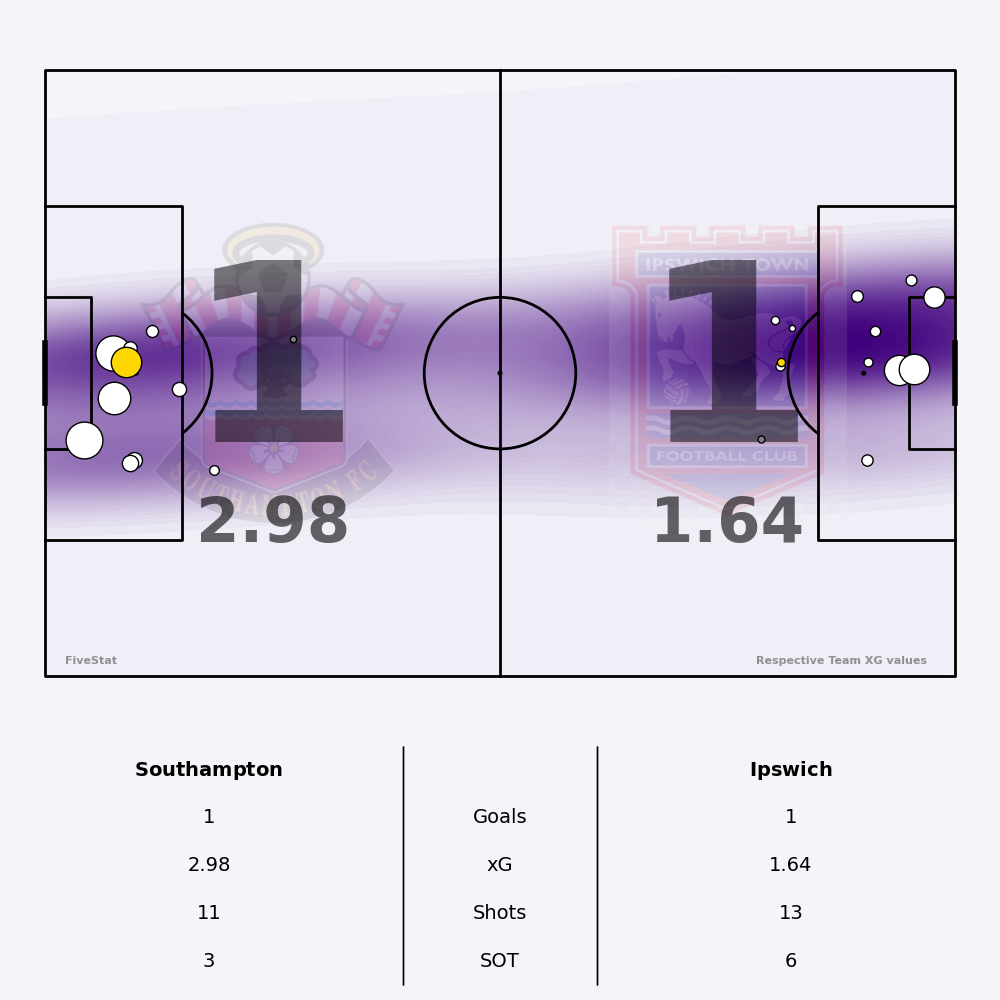 1
1
IPSWICH TOWN
FOOTBALL CLUB
SOUTHAMPTON FC
2.98
1.64
FiveStat
Respective Team XG values
Southampton
Ipswich
1
Goals
1
2.98
xG
1.64
11
Shots
13
3
SOT
6